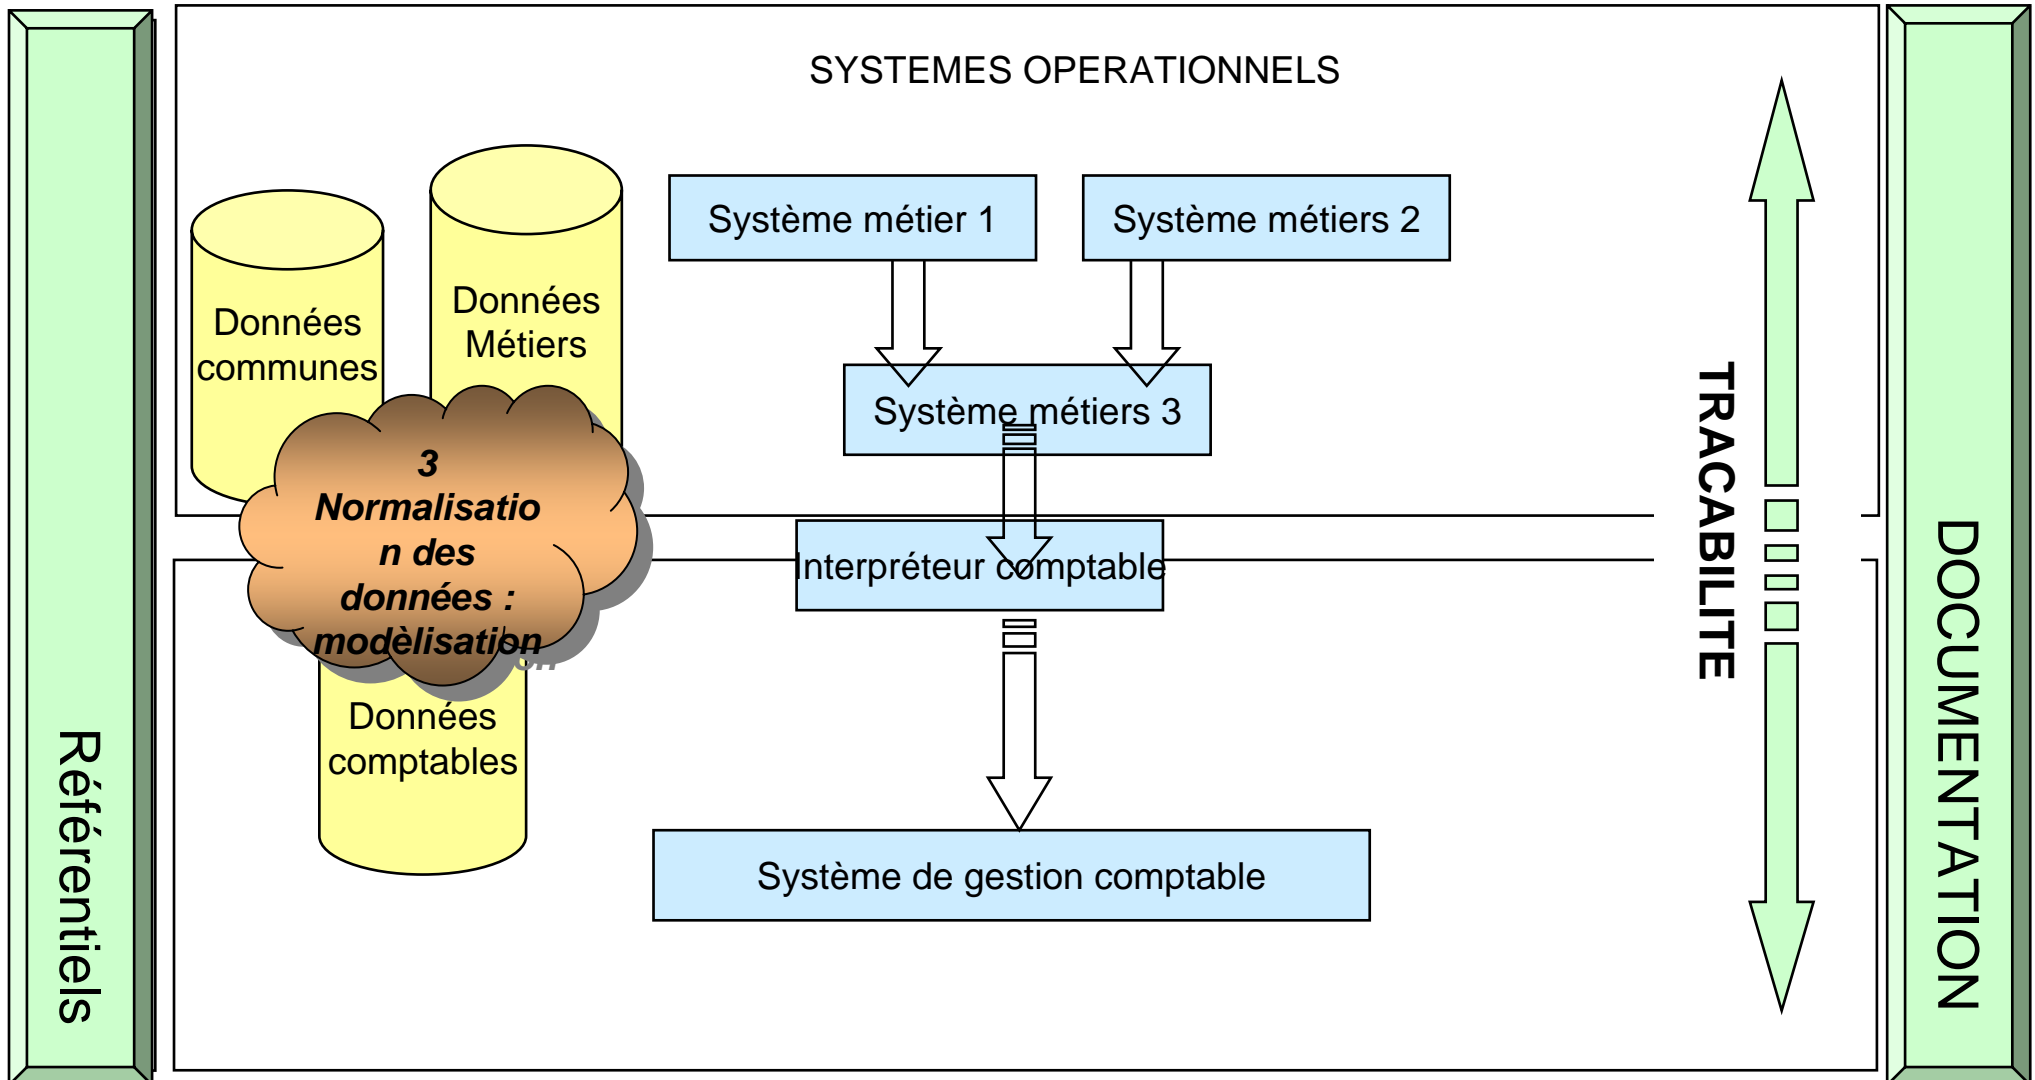 SYSTEMES OPERATIONNELS
Système métier 1
Système métiers 2
Données
communes
Données
Métiers
Système métiers 3
3
Normalisatio
n des
données :
modèlisation
Interpréteur comptable
Données
comptables
Système de gestion comptable
TRACABILITE
Référentiels
DOCUMENTATION